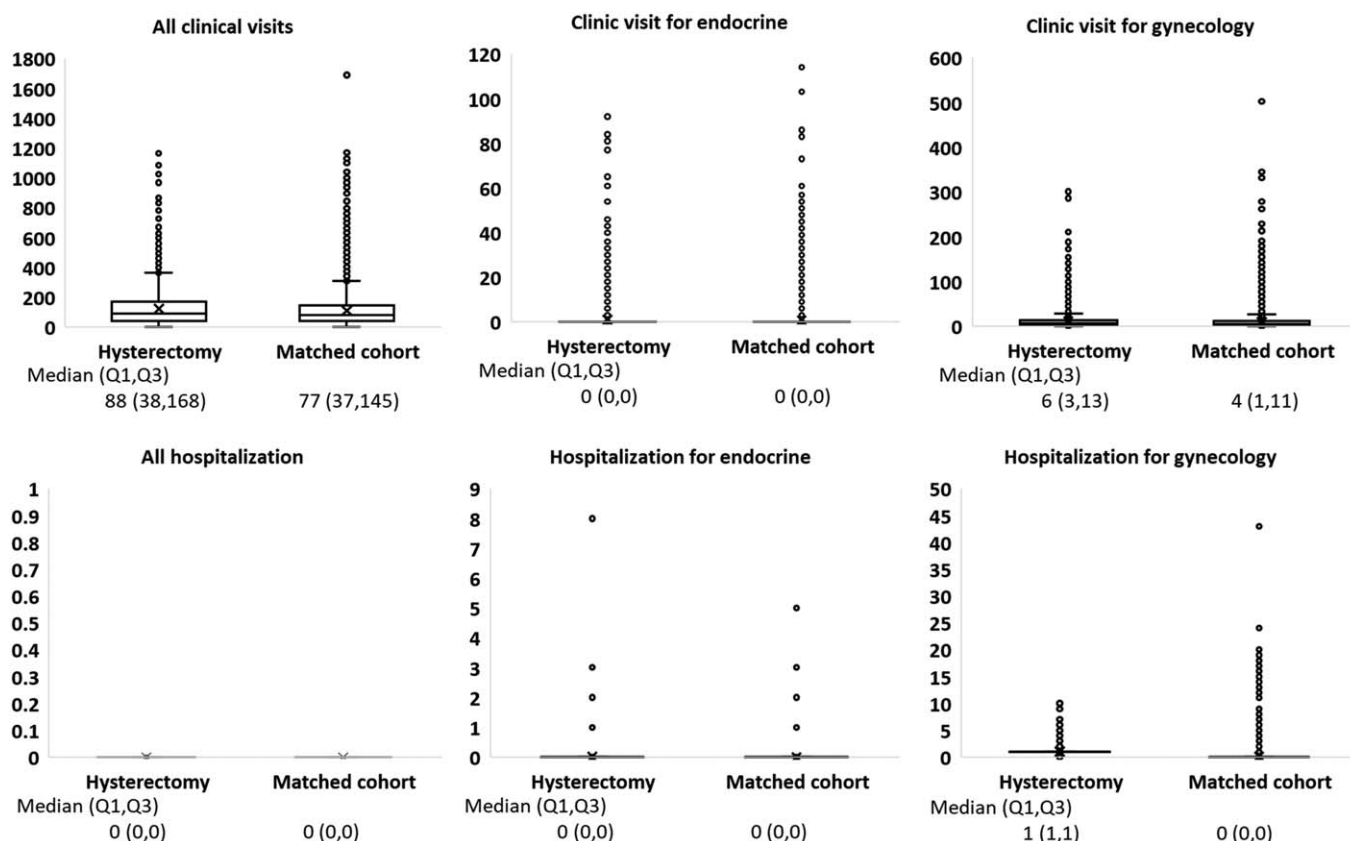 All clinical visits
1800
1600
1400
1200
1000
800
600
400
200
0
Hysterectomy Matched cohort
Median (Q1,Q3)
88 (38,168) 77 (37,145)
Clinic visit for endocrine
120
100
80
60
40
20
0
Hysterectomy Matched cohort
Median (Q1,Q3)
0 (0,0) 0 (0,0)
Clinic visit for gynecology
600
500
400
300
200
100
0
Hysterectomy Matched cohort
Median (Q1,Q3)
6 (3,13) 4 (1,11)
All hospitalization
1
0.9
0.8
0.7
0.6
0.5
0.4
0.3
0.2
0.1
0
Hysterectomy Matched cohort
Median (Q1,Q3)
0 (0,0) 0 (0,0)
Hospitalization for endocrine
9
8
7
6
5
4
3
2
1
0
Hysterectomy Matched cohort
Median (Q1,Q3)
0 (0,0) 0 (0,0)
Hospitalization for gynecology
50
45
40
35
30
25
20
15
10
5
0
Hysterectomy Matched cohort
Median (Q1,Q3)
1 (1,1) 0 (0,0)